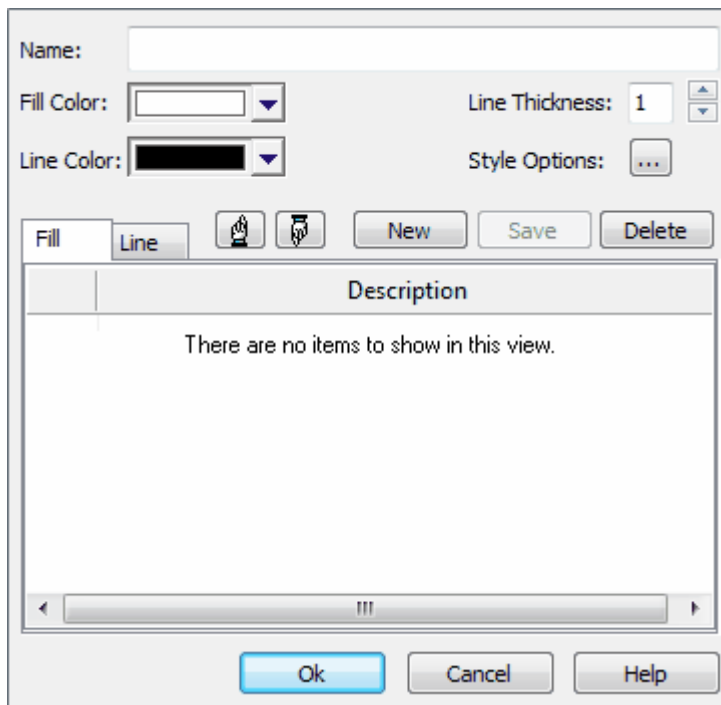 Name:
Fill Color:
Line Thickness: 1
Line Color:
Style Options: ...
Fill Line New Save Delete
Description
There are no items to show in this view.
Ok Cancel Help